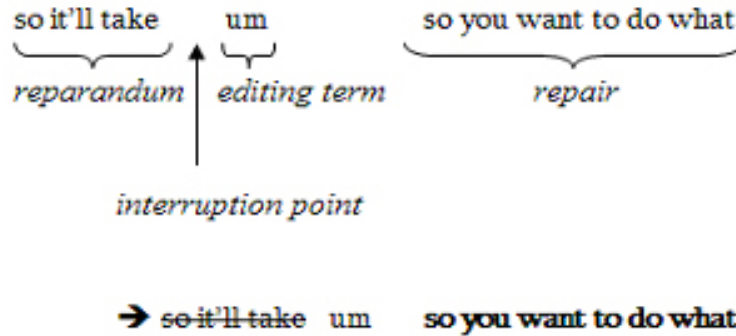 so it'll take um so you want to do what
reparandum editing term repair
interruption point
➔ so it'll take um so you want to do what